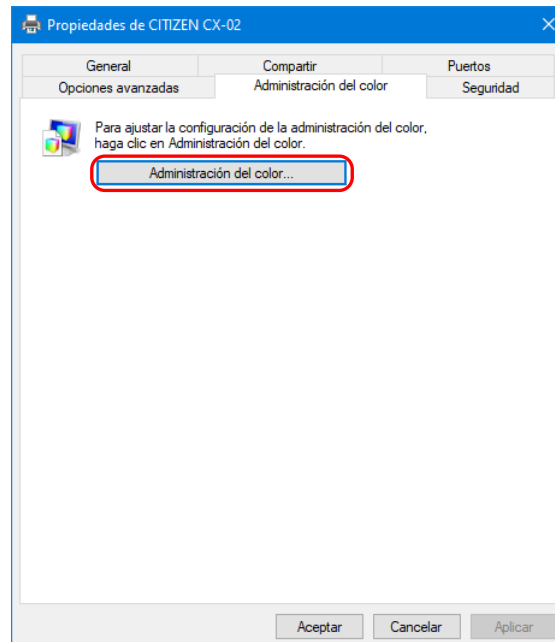 Propiedades de CITIZEN CX-02
General Compartir Puertos
Opciones avanzadas Administración del color Seguridad
Para ajustar la configuración de la administración del color,
haga clic en Administración del color.
Administración del color...
Aceptar Cancelar Aplicar